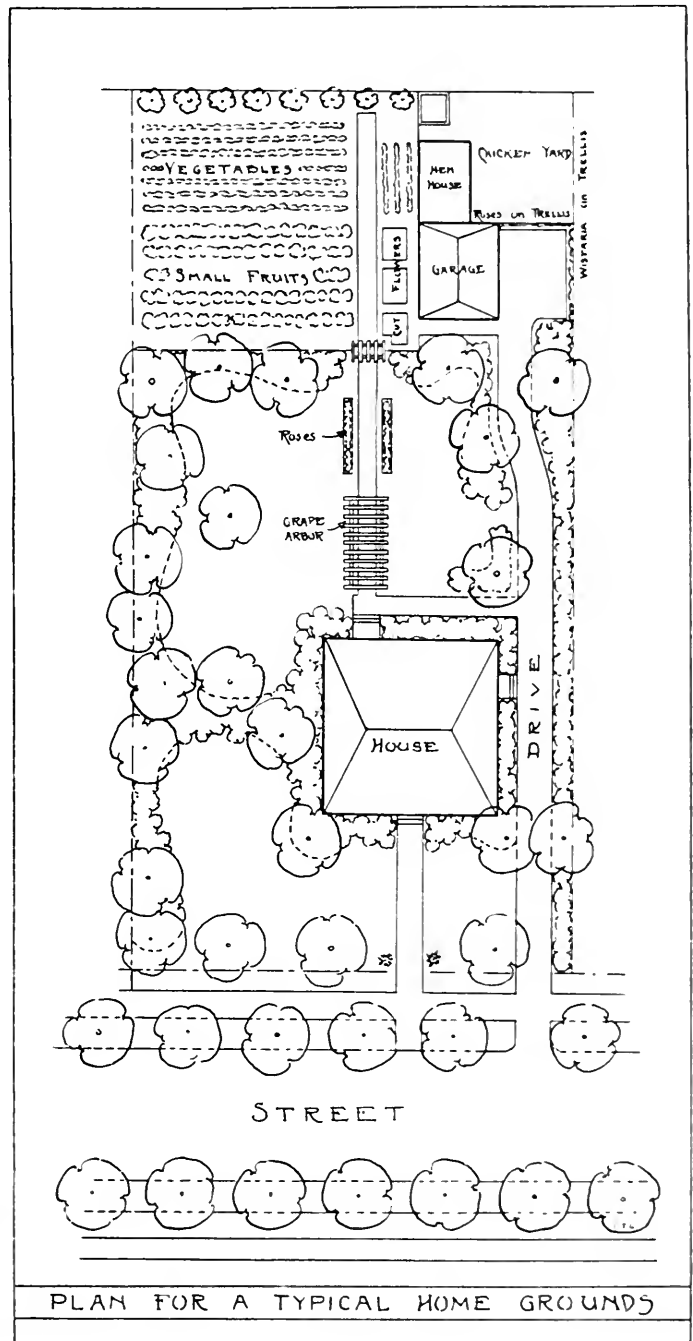 VEGETABLES
SMALL FRUITS
CUT FLOWERS
HEN
HOUSE
CHICKEN YARD
ROSES ON TRELLIS
WISTARIA ON TRELLIS
GARAGE
ROSES
GRAPE
ARBOR
HOUSE
DRIVE
STREET
PLAN FOR A TYPICAL HOME GROUNDS